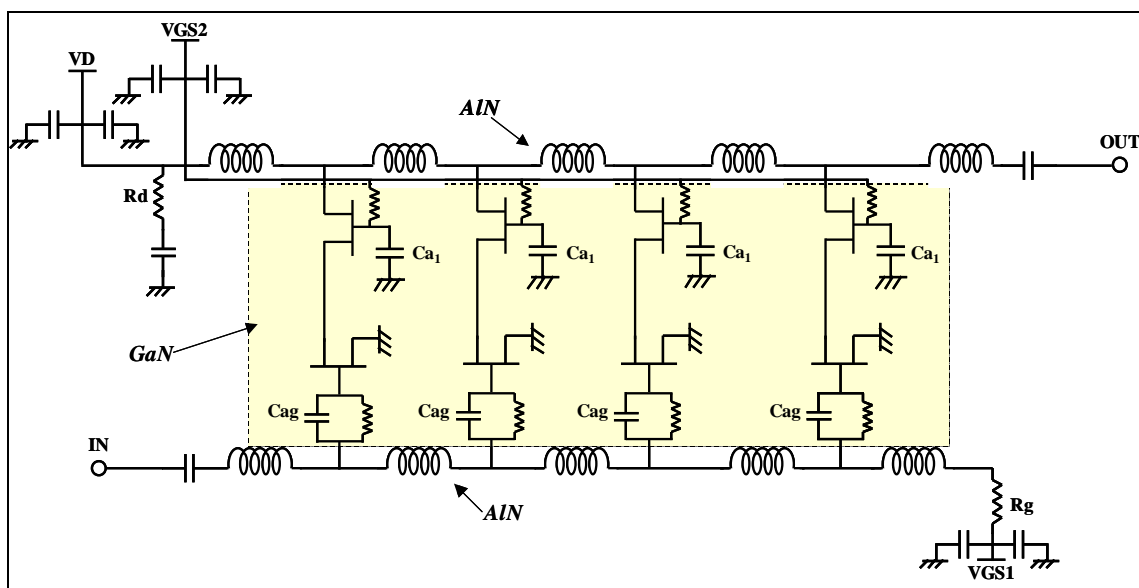 VGS2
VD
AlN
OUT
Rd
Ca1 Ca1 Ca1 Ca1
GaN
Cag Cag Cag Cag
IN
AlN
Rg
VGS1